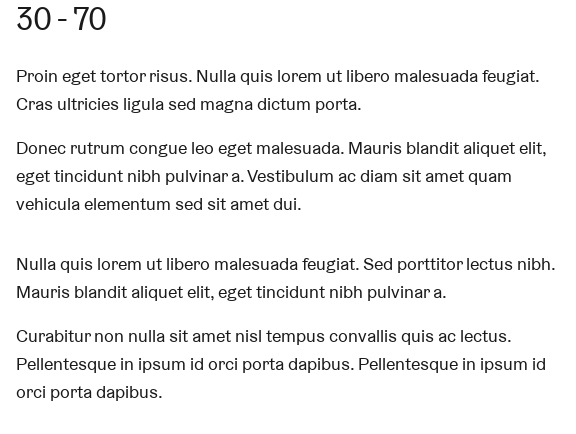 30 - 70
Proin eget tortor risus. Nulla quis lorem ut libero malesuada feugiat.
Cras ultricies ligula sed magna dictum porta.
Donec rutrum congue leo eget malesuada. Mauris blandit aliquet elit,
eget tincidunt nibh pulvinar a. Vestibulum ac diam sit amet quam
vehicula elementum sed sit amet dui.
Nulla quis lorem ut libero malesuada feugiat. Sed porttitor lectus nibh.
Mauris blandit aliquet elit, eget tincidunt nibh pulvinar a.
Curabitur non nulla sit amet nisl tempus convallis quis ac lectus.
Pellentesque in ipsum id orci porta dapibus. Pellentesque in ipsum id
orci porta dapibus.